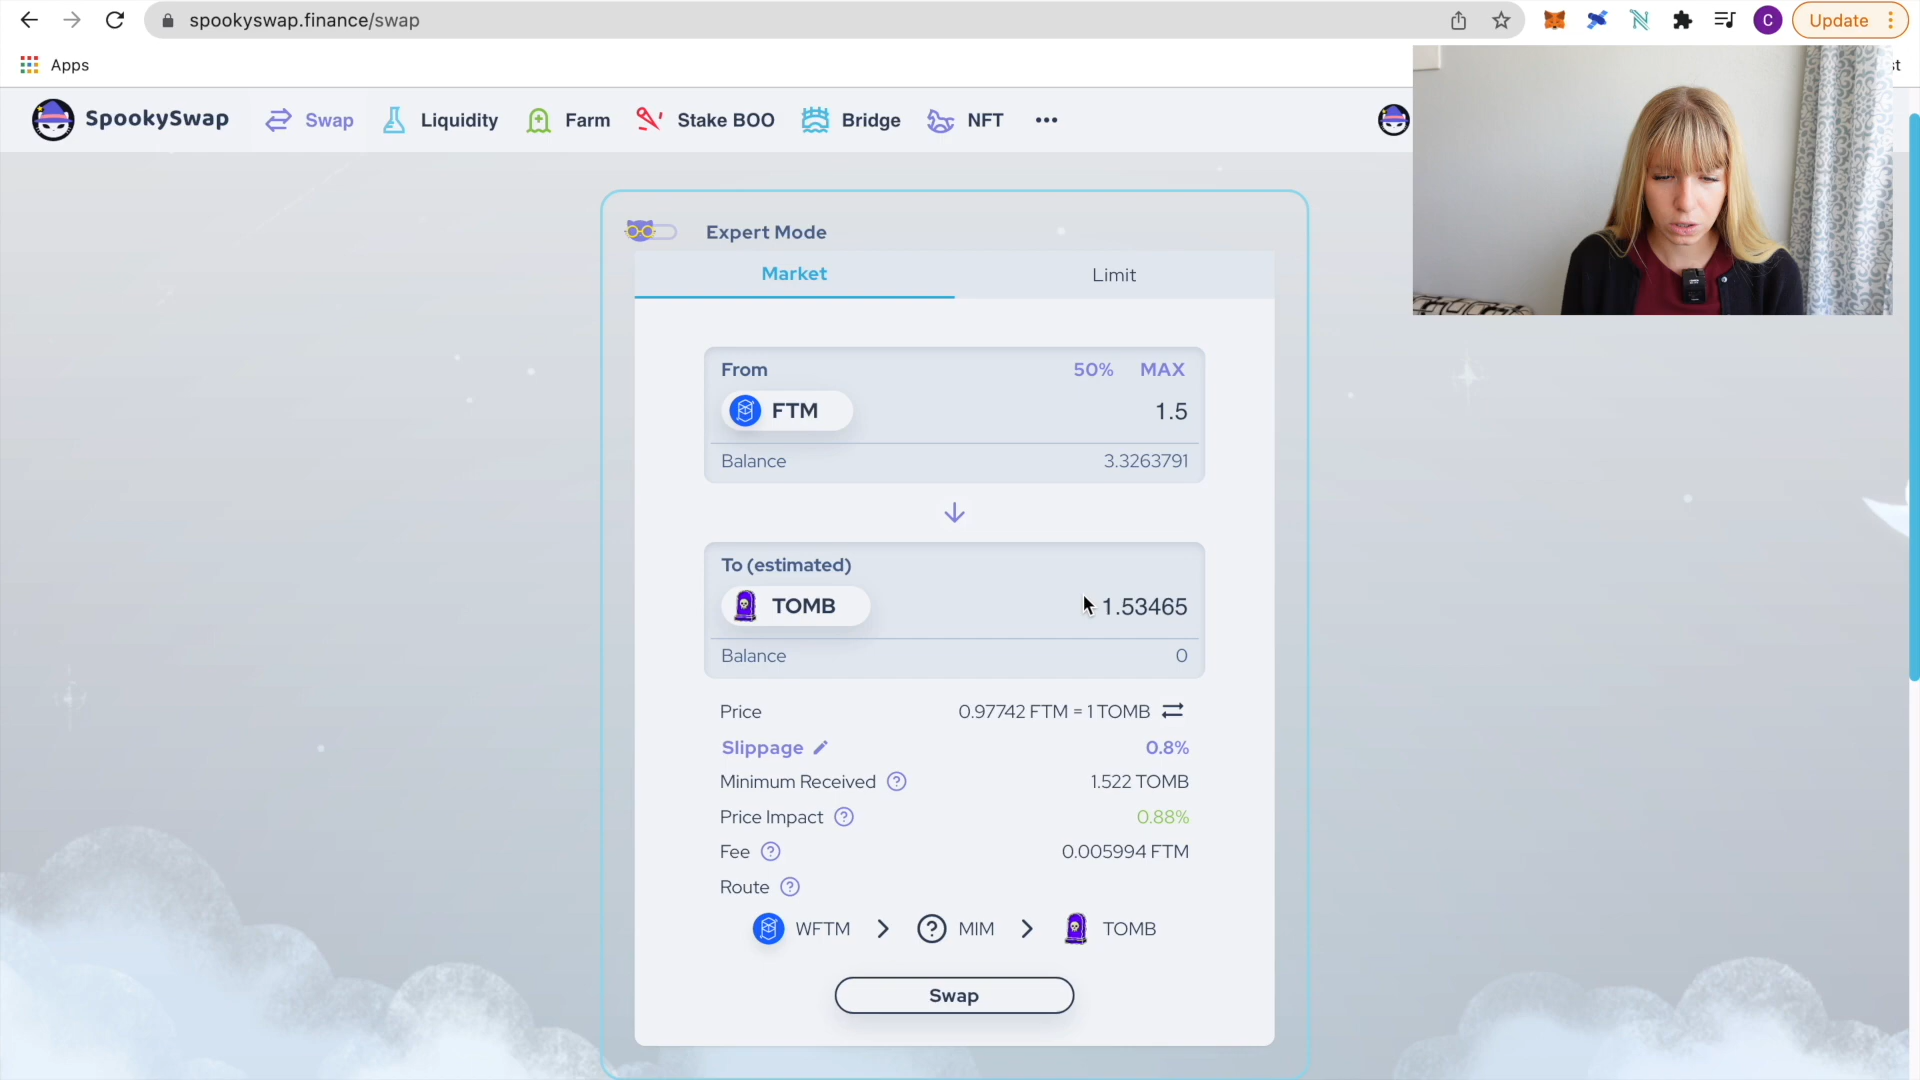 spookyswap.finance/swap
C
Update
Apps
st
SpookySwap
Swap
Liquidity
Farm
Stake BOO
Bridge
NFT
•••
Expert Mode
Market
Limit
From
50%
MAX
FTM
1.5
Balance
3.3263791
To (estimated)
TOMB
1.53465
Balance
0
Price
0.97742 FTM = 1 TOMB
Slippage
0.8%
Minimum Received ?
1.522 TOMB
Price Impact ?
0.88%
Fee ?
0.005994 FTM
Route ?
WFTM > ? MIM > TOMB
Swap